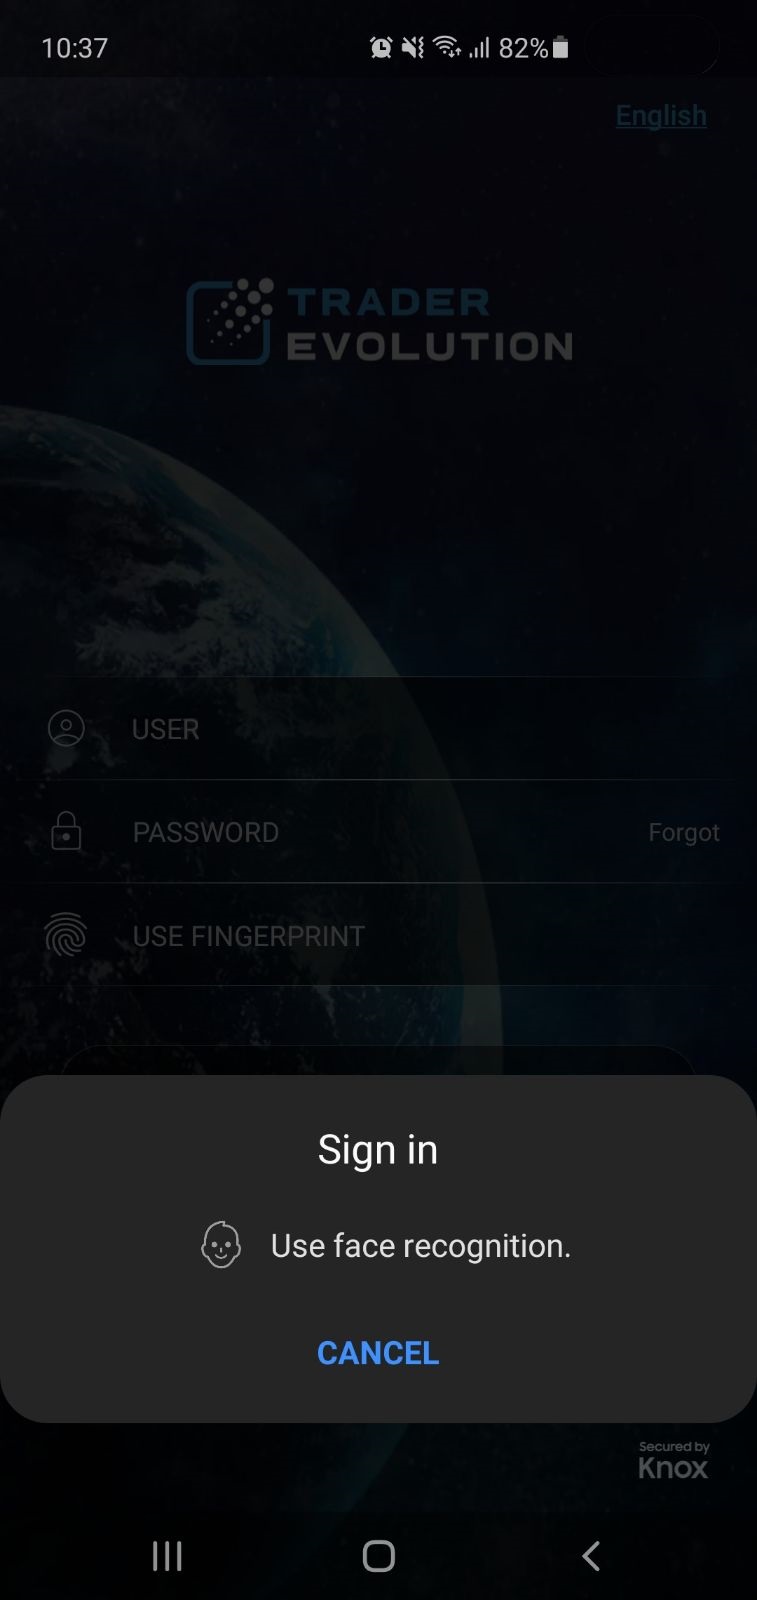 10:37
82%
English
TRADER
EVOLUTION
USER
PASSWORD
Forgot
USE FINGERPRINT
Sign in
Use face recognition.
CANCEL
Secured by
Knox